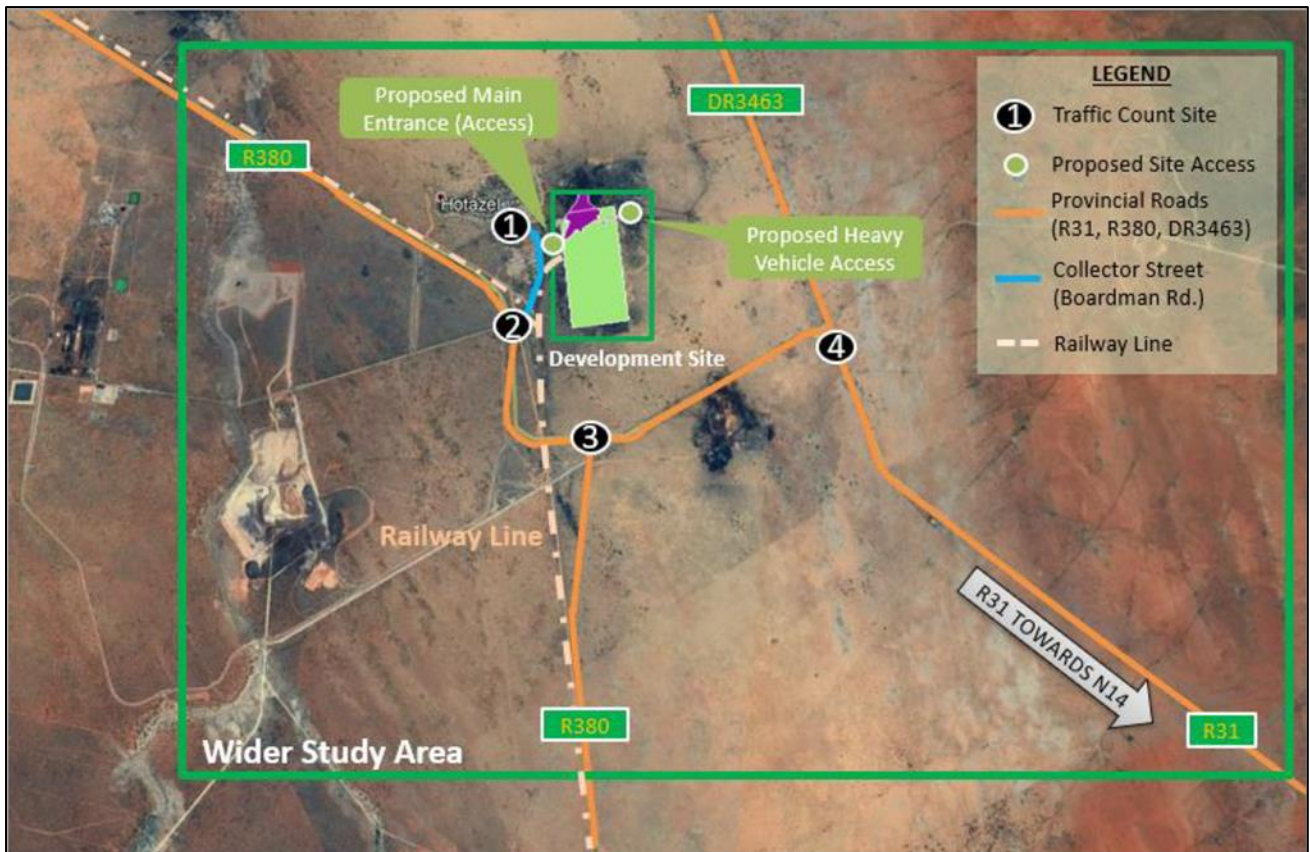 LEGEND
1 Traffic Count Site
Proposed Site Access
Provincial Roads
(R31, R380, DR3463)
Collector Street
(Boardman Rd.)
Railway Line
Proposed Main
Entrance (Access)
DR3463
R380
Hotazel
1
Proposed Heavy
Vehicle Access
2
Development Site
4
3
Railway Line
R31 TOWARDS N14
R380
R31
Wider Study Area